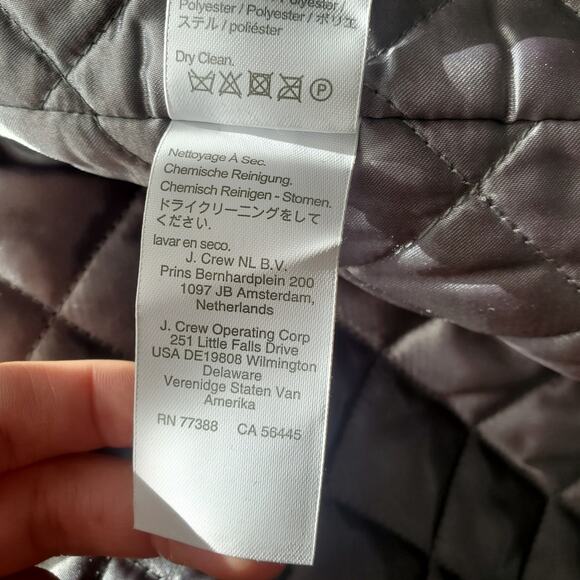 Polyester /
Polyester / Polyester / ポリエ
ステル / poliéster
Dry Clean.
P
Nettoyage À Sec.
Chemische Reinigung.
Chemisch Reinigen - Stomen.
ドライクリーニングをして
ください.
lavar en seco.
J. Crew NL B.V.
Prins Bernhardplein 200
1097 JB Amsterdam,
Netherlands
J. Crew Operating Corp
251 Little Falls Drive
USA DE19808 Wilmington
Delaware
Verenidge Staten Van
Amerika
RN 77388 CA 56445